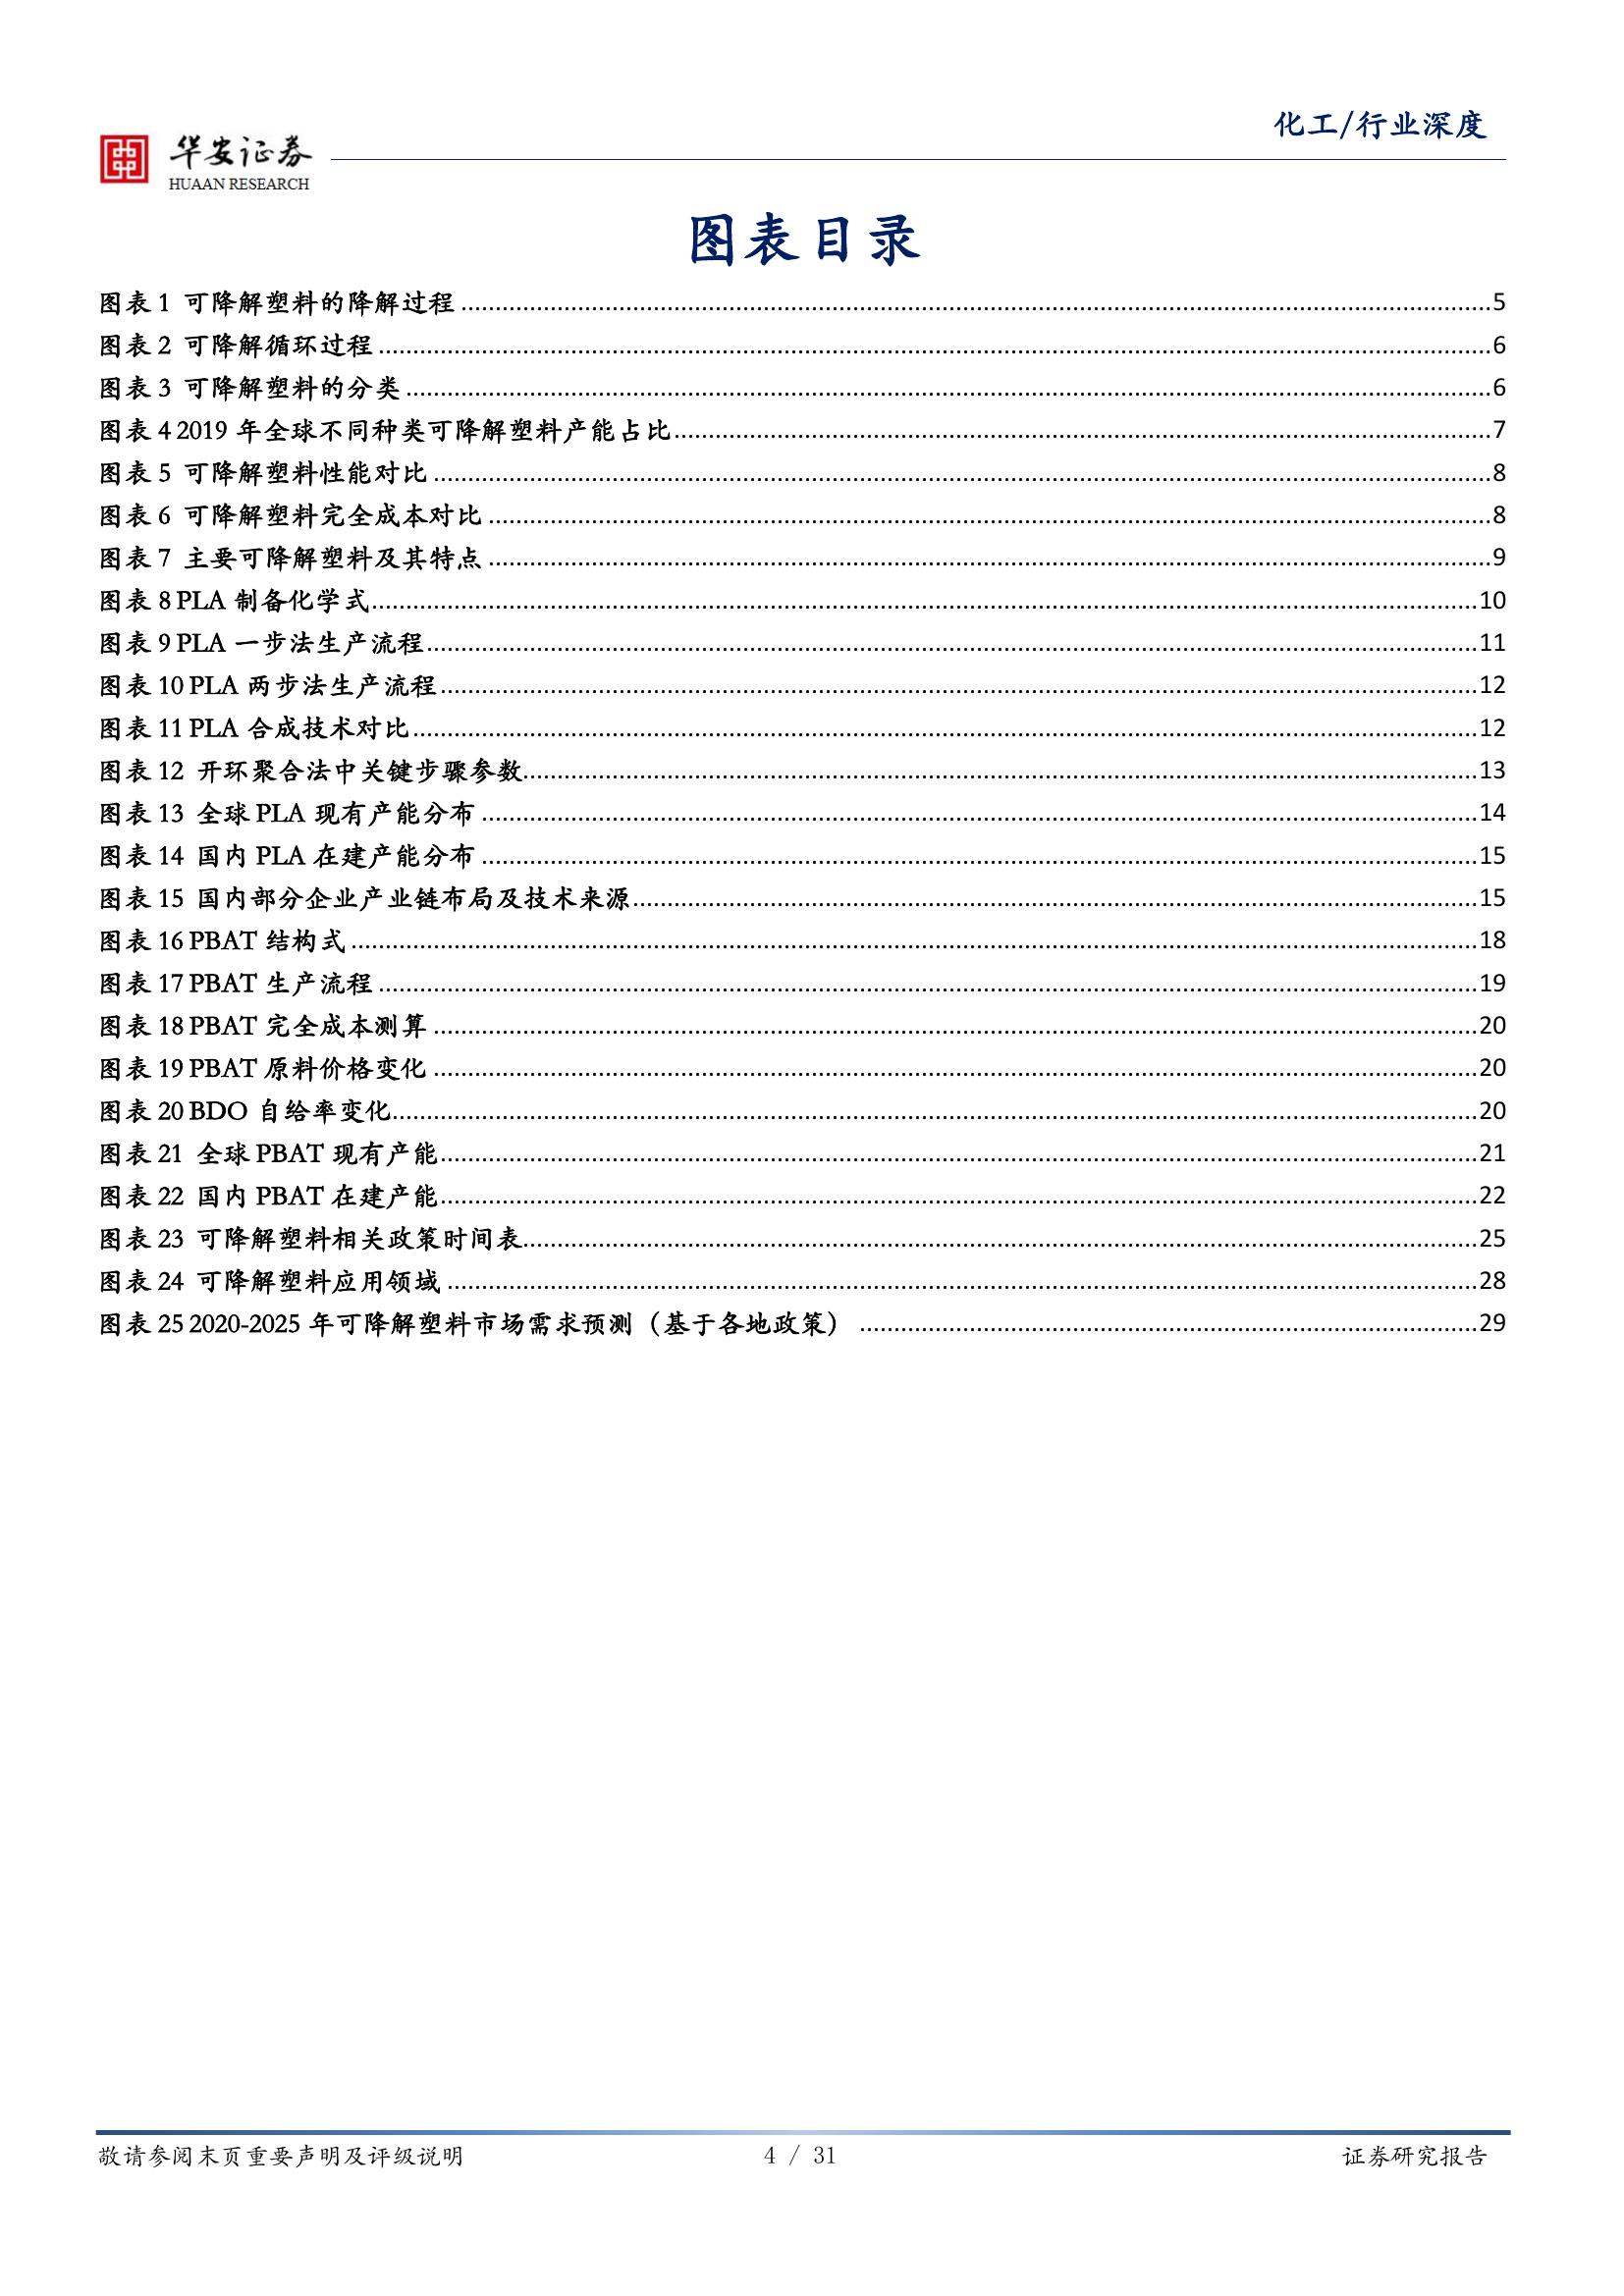 化工/行业深度
华安证券
HUAAN RESEARCH
图表目录
图表 1 可降解塑料的降解过程 ........ 5
图表 2 可降解循环过程 ........ 6
图表 3 可降解塑料的分类 ........ 6
图表 4 2019 年全球不同种类可降解塑料产能占比 ........ 7
图表 5 可降解塑料性能对比 ........ 8
图表 6 可降解塑料完全成本对比 ........ 8
图表 7 主要可降解塑料及其特点 ........ 9
图表 8 PLA 制备化学式 ........ 10
图表 9 PLA 一步法生产流程 ........ 11
图表 10 PLA 两步法生产流程 ........ 12
图表 11 PLA 合成技术对比 ........ 12
图表 12 开环聚合法中关键步骤参数 ........ 13
图表 13 全球 PLA 现有产能分布 ........ 14
图表 14 国内 PLA 在建产能分布 ........ 15
图表 15 国内部分企业产业链布局及技术来源 ........ 15
图表 16 PBAT 结构式 ........ 18
图表 17 PBAT 生产流程 ........ 19
图表 18 PBAT 完全成本测算 ........ 20
图表 19 PBAT 原料价格变化 ........ 20
图表 20 BDO 自给率变化 ........ 20
图表 21 全球 PBAT 现有产能 ........ 21
图表 22 国内 PBAT 在建产能 ........ 22
图表 23 可降解塑料相关政策时间表 ........ 25
图表 24 可降解塑料应用领域 ........ 28
图表 25 2020-2025 年可降解塑料市场需求预测（基于各地政策） ........ 29
敬请参阅末页重要声明及评级说明 4 / 31 证券研究报告